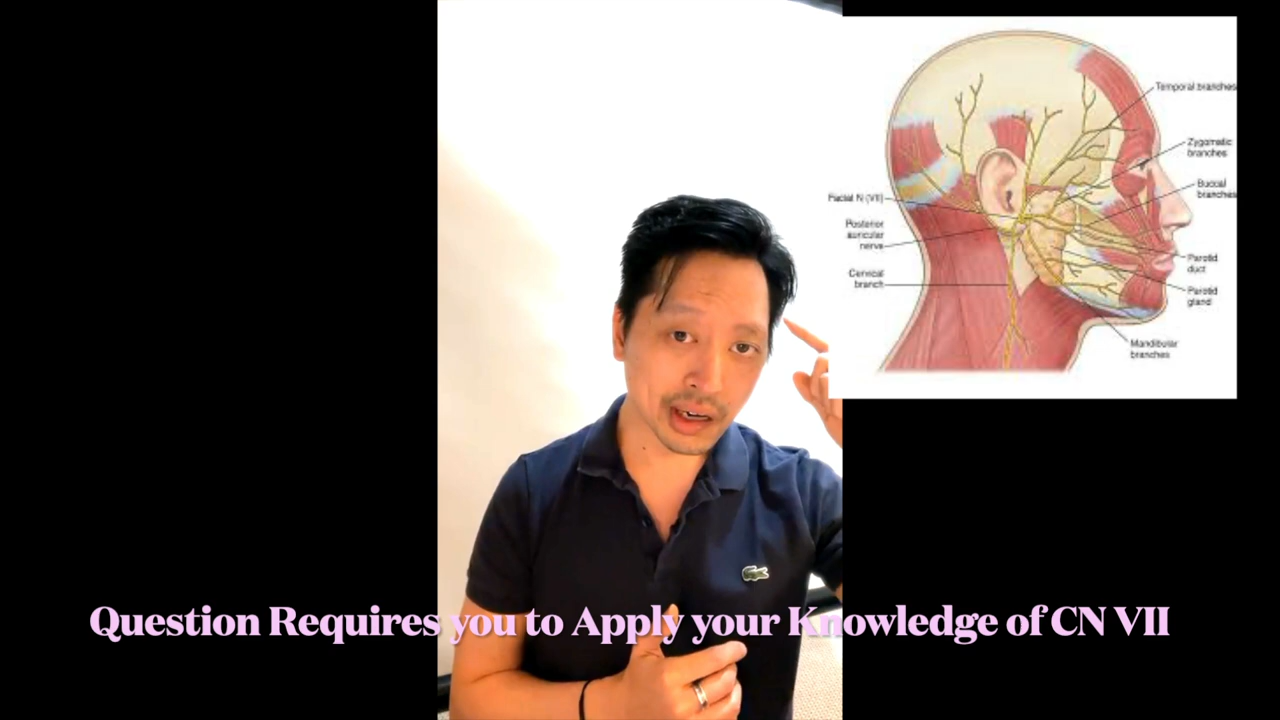 Temporal branches
Zygomatic
branches
Buccal
branches
Facial N (VII)
Posterior
auricular
nerve
Cervical
branch
Parotid
duct
Parotid
gland
Mandibular
branches
Question Requires you to Apply your Knowledge of CN VII